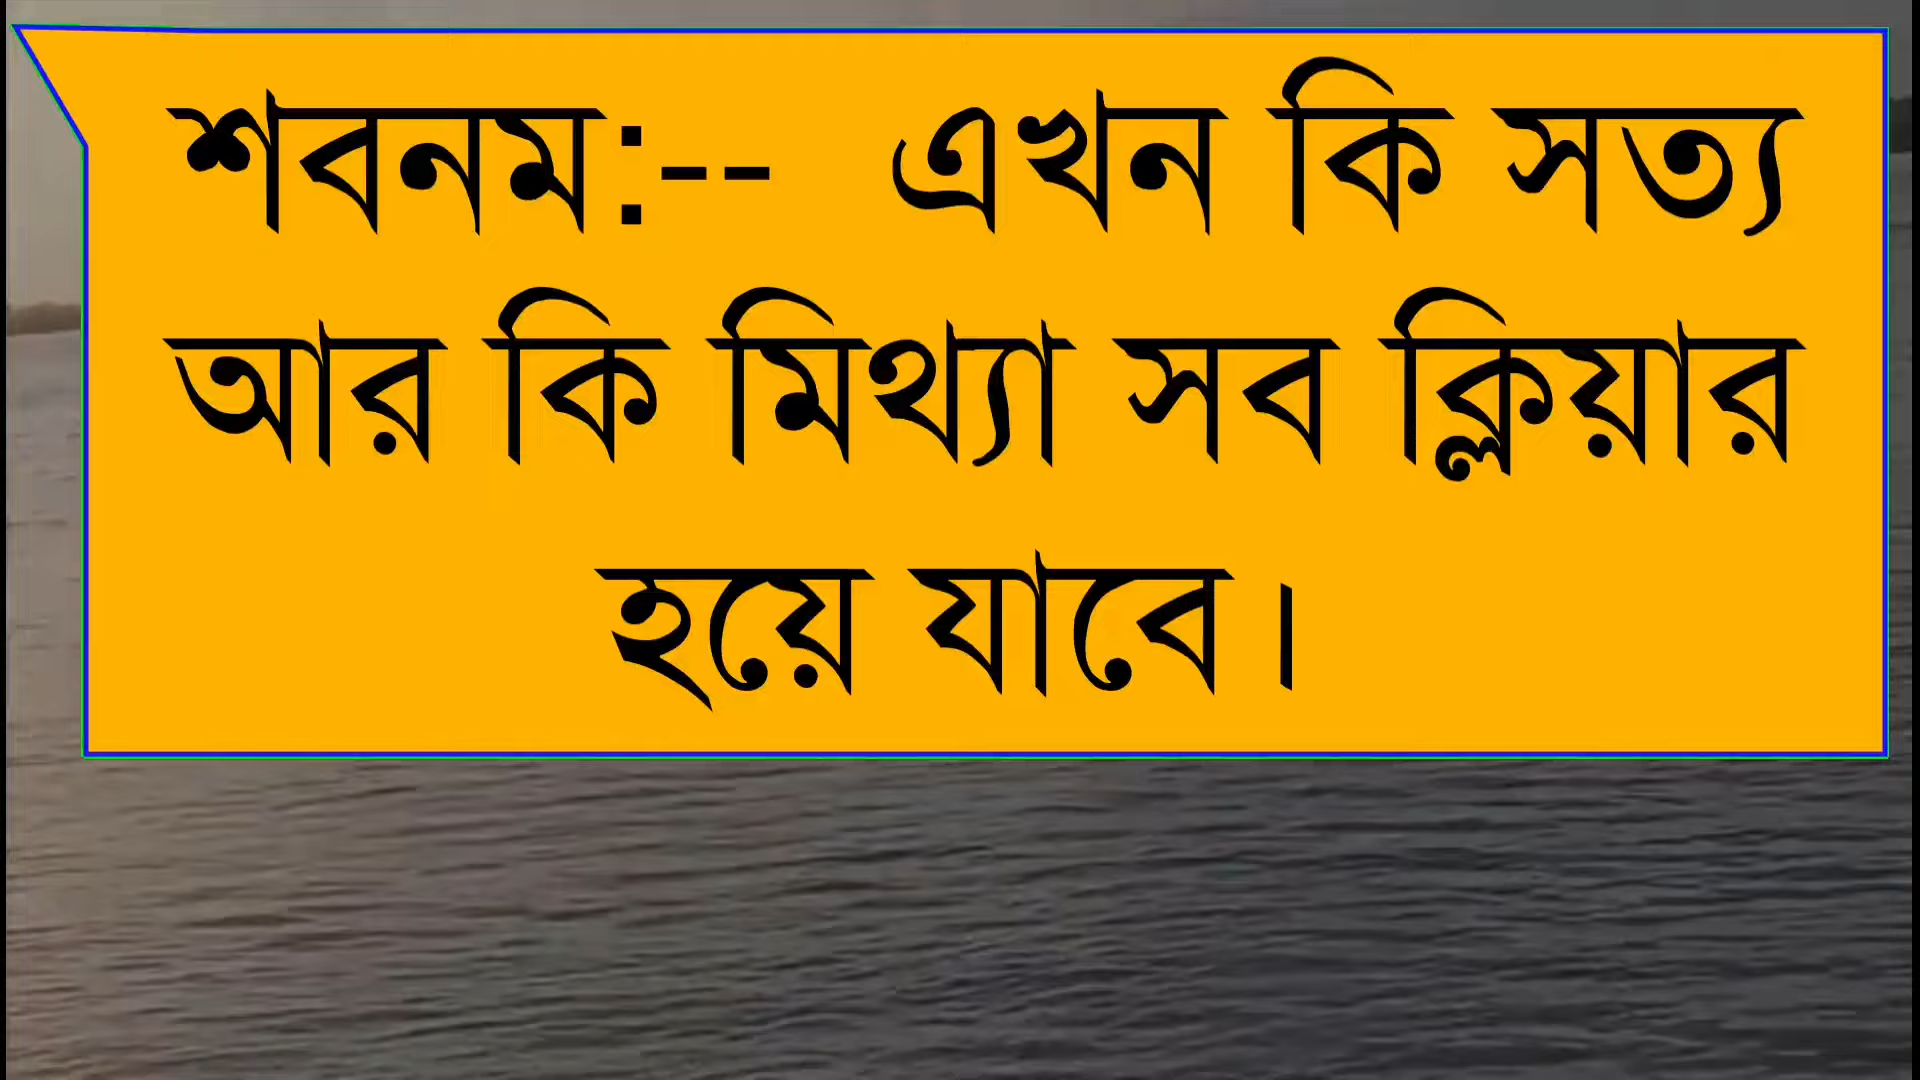 শবনম:-- এখন কি সত্য
আর কি মিথ্যা সব ক্লিয়ার
হয়ে যাবে।